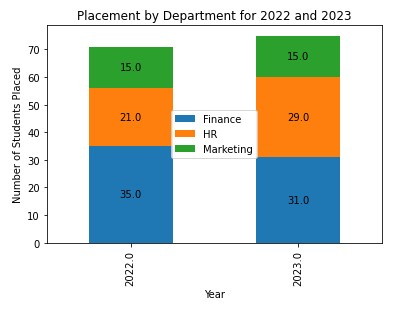 Placement by Department for 2022 and 2023
Number of Students Placed
70
60
50
40
30
20
10
0
15.0
21.0
35.0
15.0
29.0
31.0
Finance
HR
Marketing
2022.0
2023.0
Year